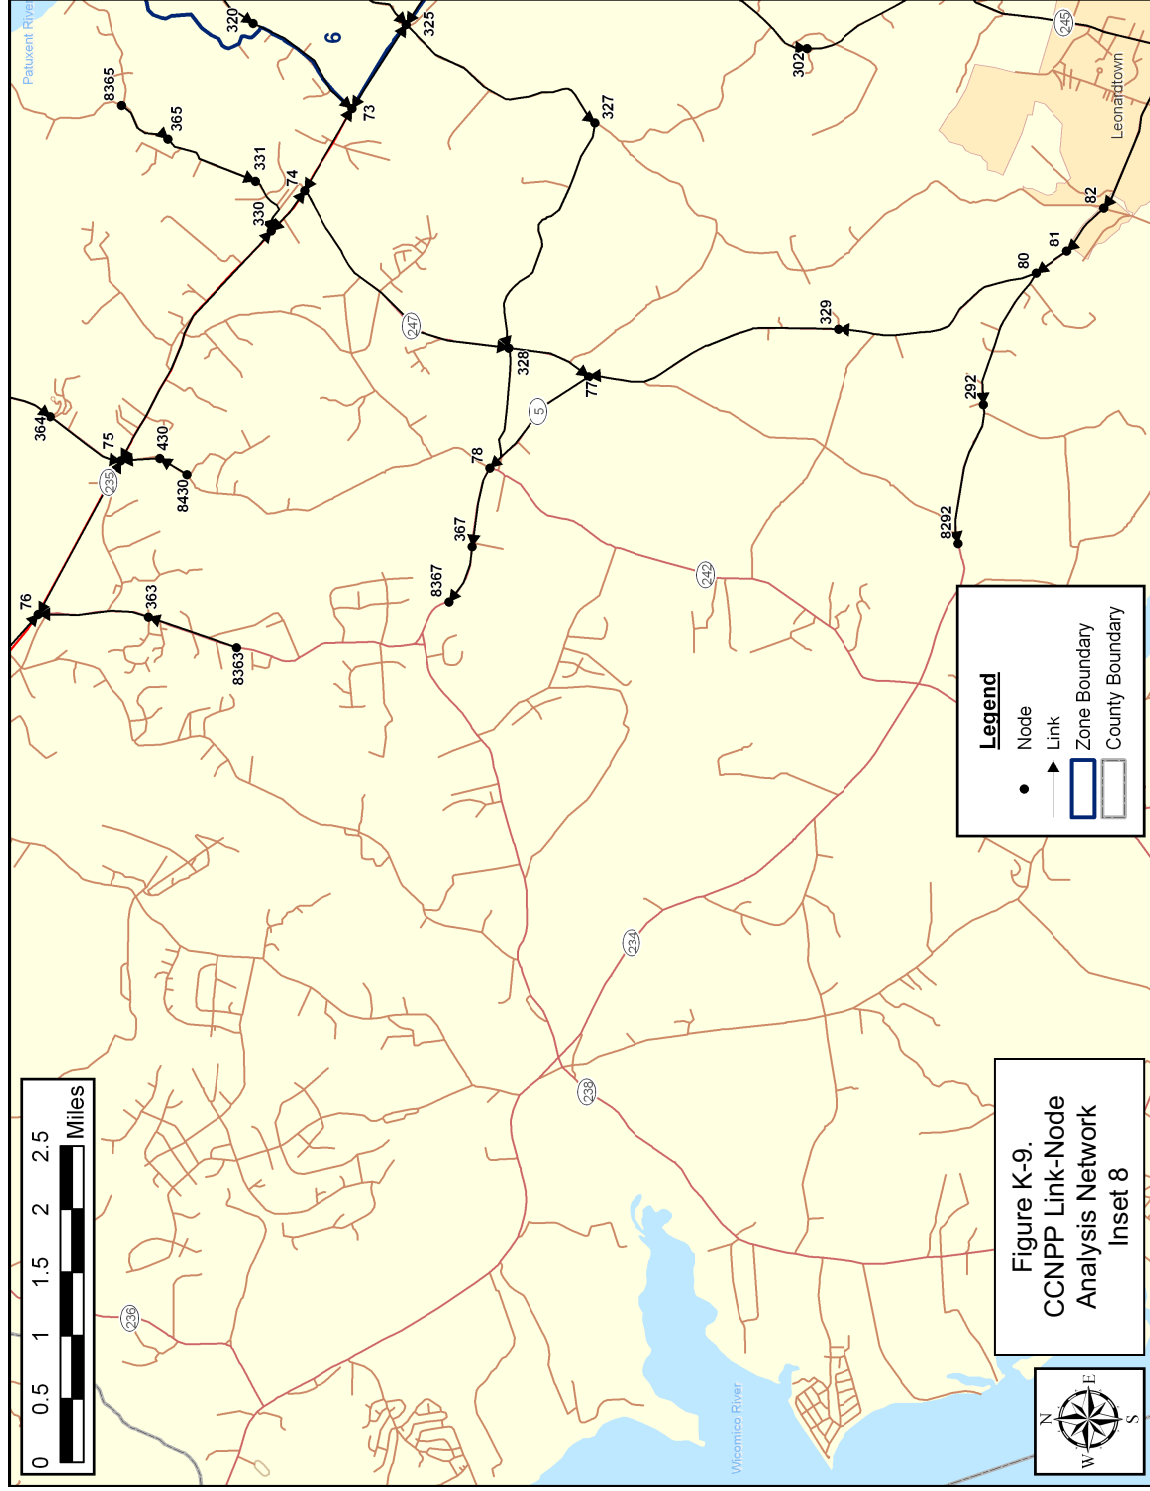 Patuxent River
320
6
325
245
8365
365
302
Leonardtown
73
327
331
74
330
82
81
80
329
247
328
364
75
430
235
8430
77
5
292
78
8292
367
8367
242
76
363
8363
Legend
Node
Link
Zone Boundary
County Boundary
234
238
236
Wicomico River
0 0.5 1 1.5 2 2.5
Miles
Figure K-9.
CCNPP Link-Node
Analysis Network
Inset 8
N
W E
S